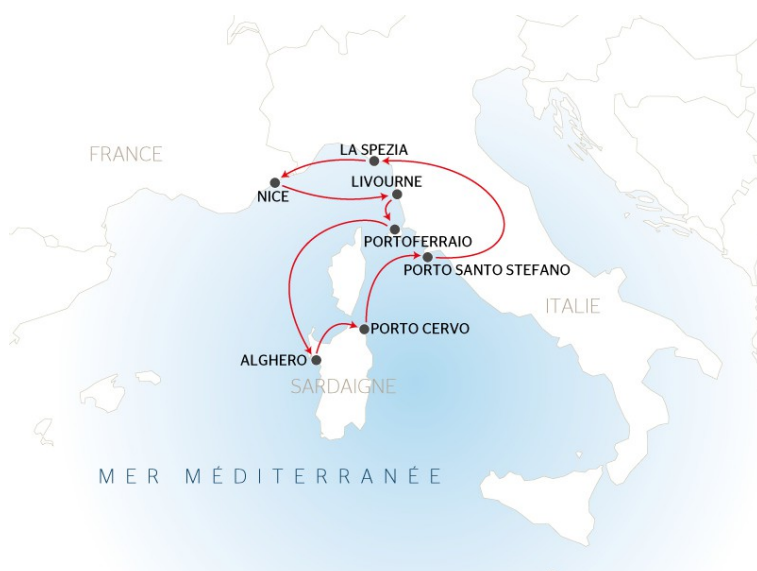 FRANCE
LA SPEZIA
LIVOURNE
NICE
PORTOFERRAIO
PORTO SANTO STEFANO
ITALIE
PORTO CERVO
ALGHERO
SARDAIGNE
MER MÉDITERRANÉE